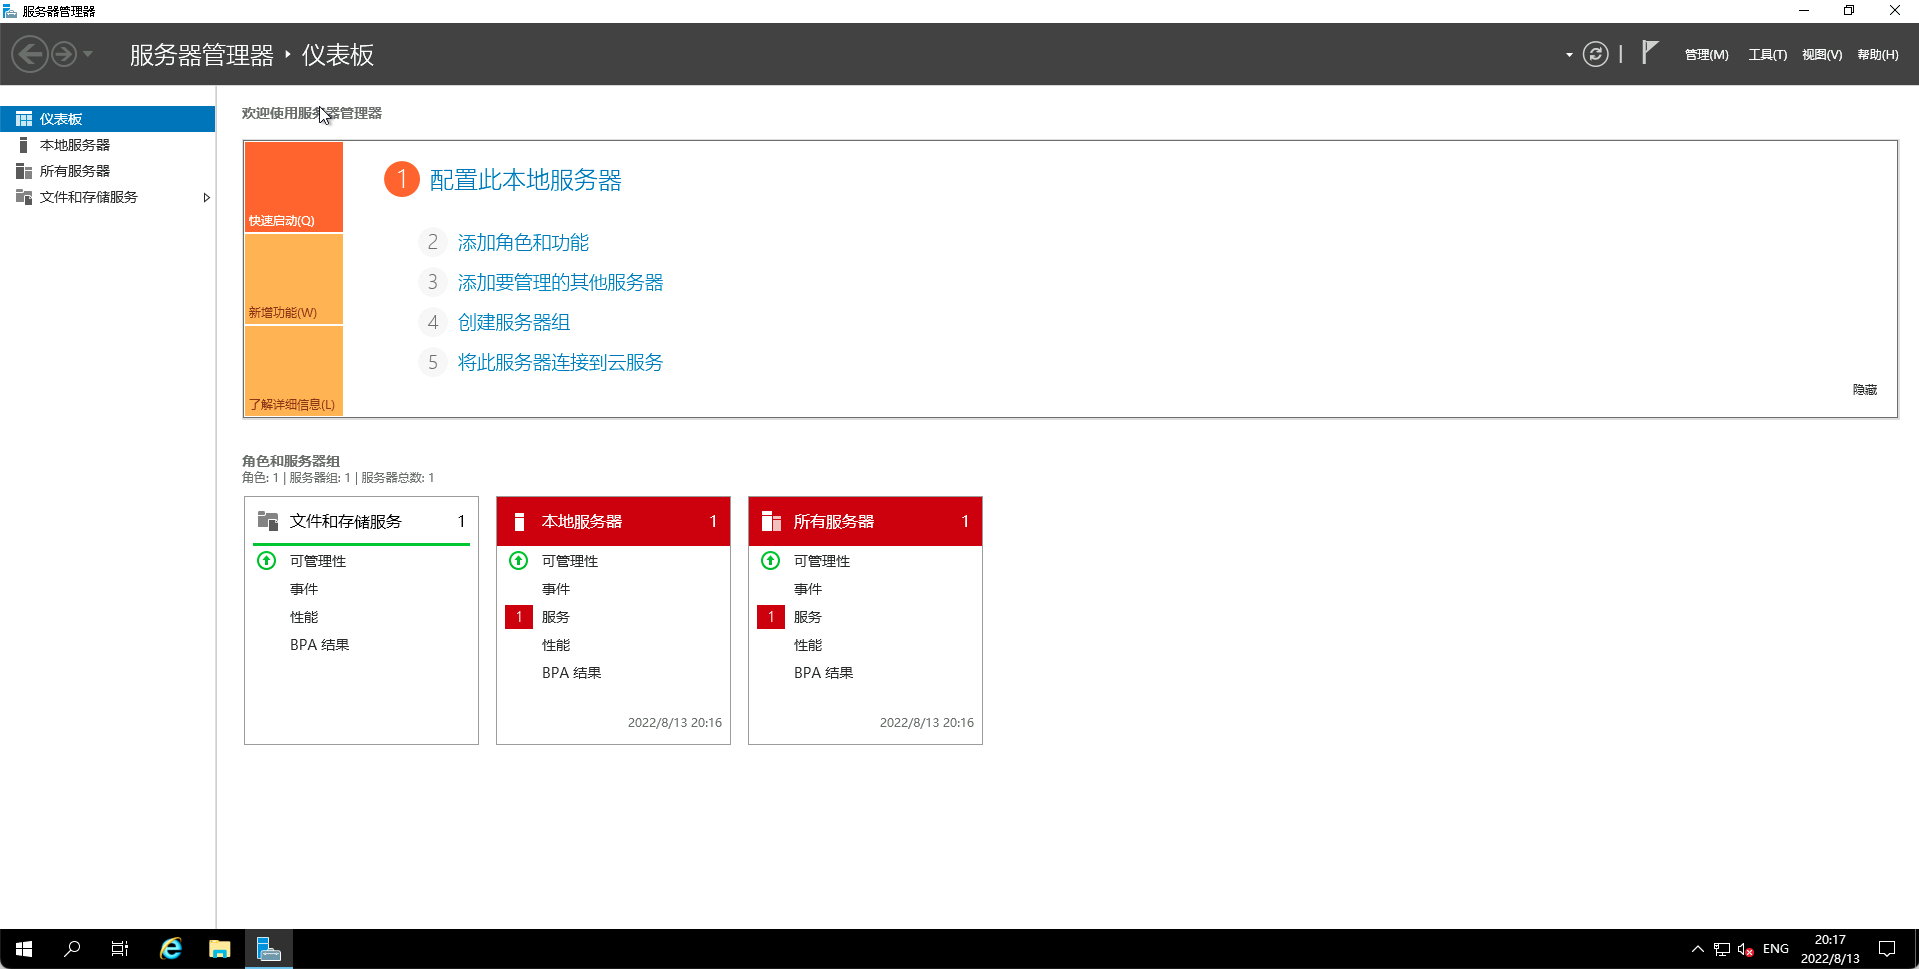 服务器管理器
服务器管理器 · 仪表板
管理(M) 工具(T) 视图(V) 帮助(H)
仪表板
本地服务器
所有服务器
文件和存储服务
欢迎使用服务器管理器
快速启动(Q)
新增功能(W)
了解详细信息(L)
1 配置此本地服务器
2 添加角色和功能
3 添加要管理的其他服务器
4 创建服务器组
5 将此服务器连接到云服务
隐藏
角色和服务器组
角色: 1 | 服务器组: 1 | 服务器总数: 1
文件和存储服务 1
可管理性
事件
性能
BPA 结果
本地服务器 1
可管理性
事件
1 服务
性能
BPA 结果
2022/8/13 20:16
所有服务器 1
可管理性
事件
1 服务
性能
BPA 结果
2022/8/13 20:16
ENG
20:17
2022/8/13